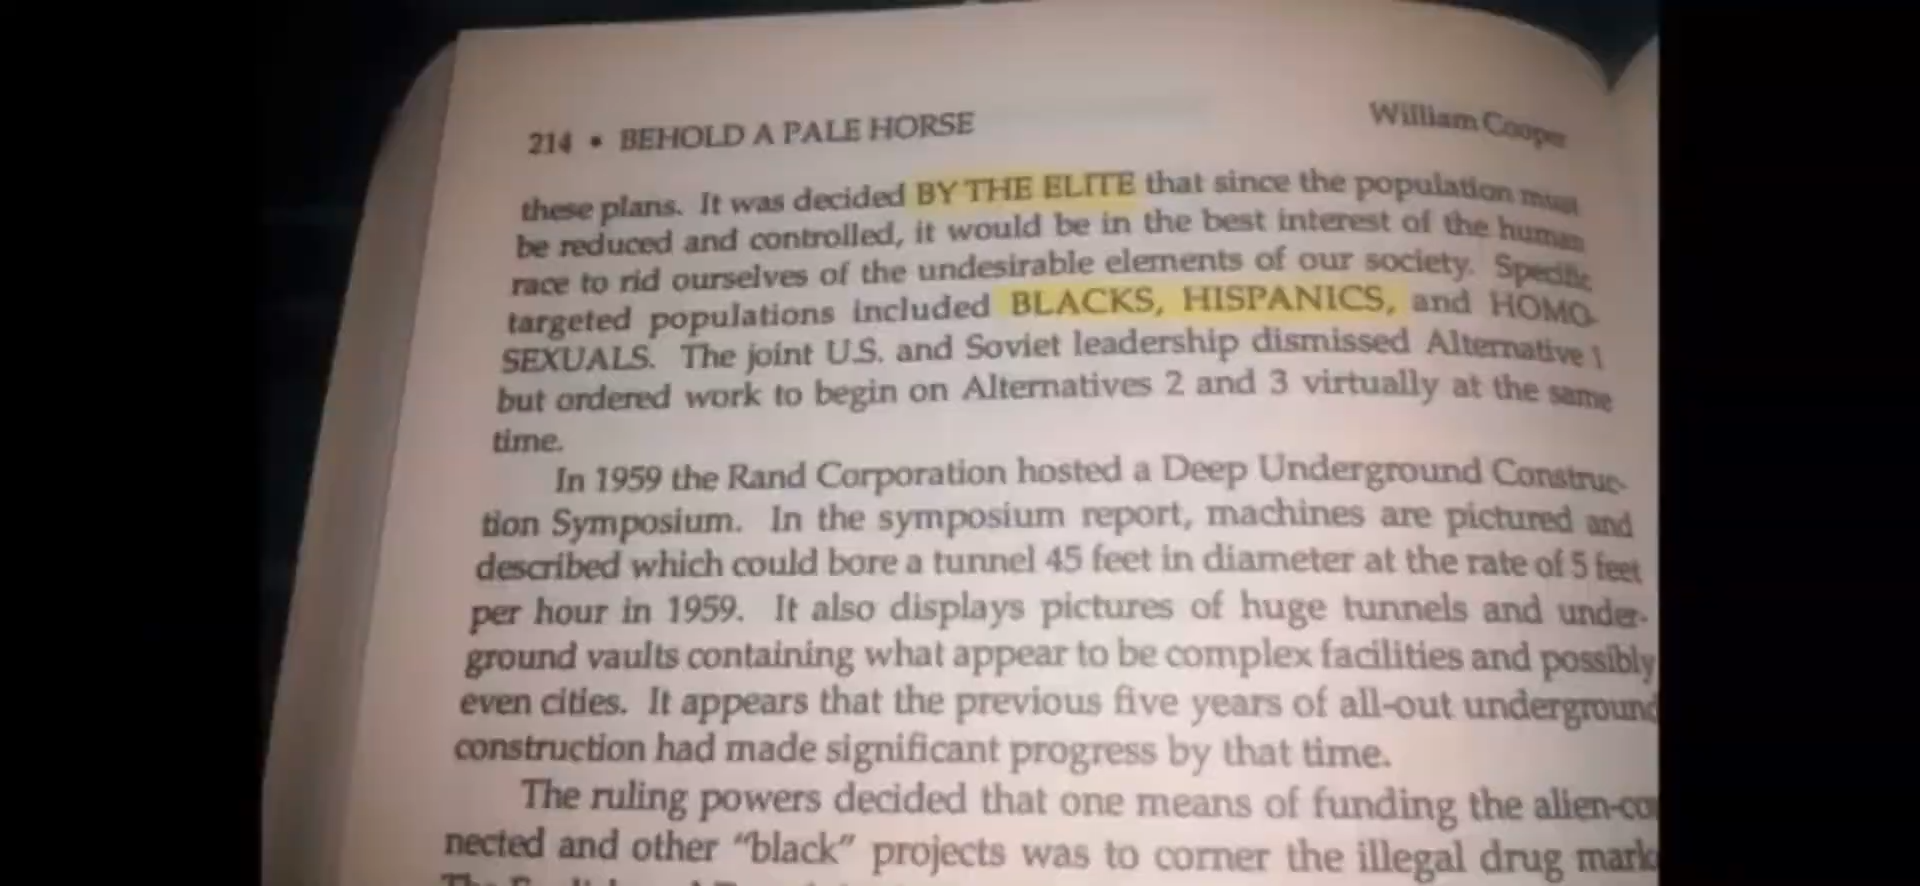 214 • BEHOLD A PALE HORSE William Cooper
these plans. It was decided BY THE ELITE that since the population must
be reduced and controlled, it would be in the best interest of the human
race to rid ourselves of the undesirable elements of our society. Specific
targeted populations included BLACKS, HISPANICS, and HOMO-
SEXUALS. The joint U.S. and Soviet leadership dismissed Alternative 1
but ordered work to begin on Alternatives 2 and 3 virtually at the same
time.
In 1959 the Rand Corporation hosted a Deep Underground Construc-
tion Symposium. In the symposium report, machines are pictured and
described which could bore a tunnel 45 feet in diameter at the rate of 5 feet
per hour in 1959. It also displays pictures of huge tunnels and under-
ground vaults containing what appear to be complex facilities and possibly
even cities. It appears that the previous five years of all-out underground
construction had made significant progress by that time.
The ruling powers decided that one means of funding the alien-co
nected and other "black" projects was to corner the illegal drug mark